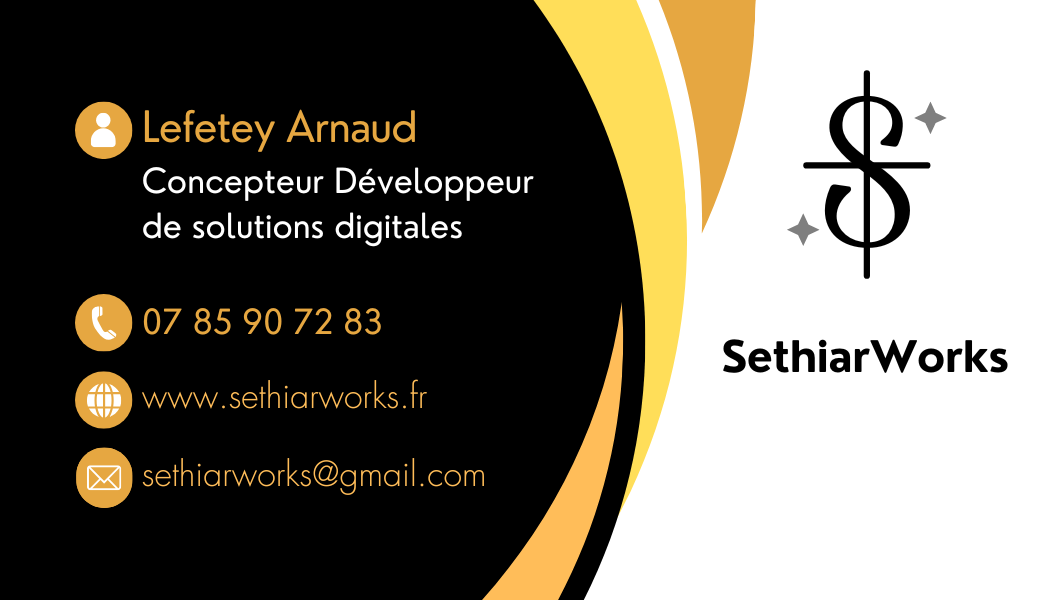 Lefetey Arnaud
Concepteur Développeur
de solutions digitales
07 85 90 72 83
www.sethiarworks.fr
sethiarworks@gmail.com
S
SethiarWorks